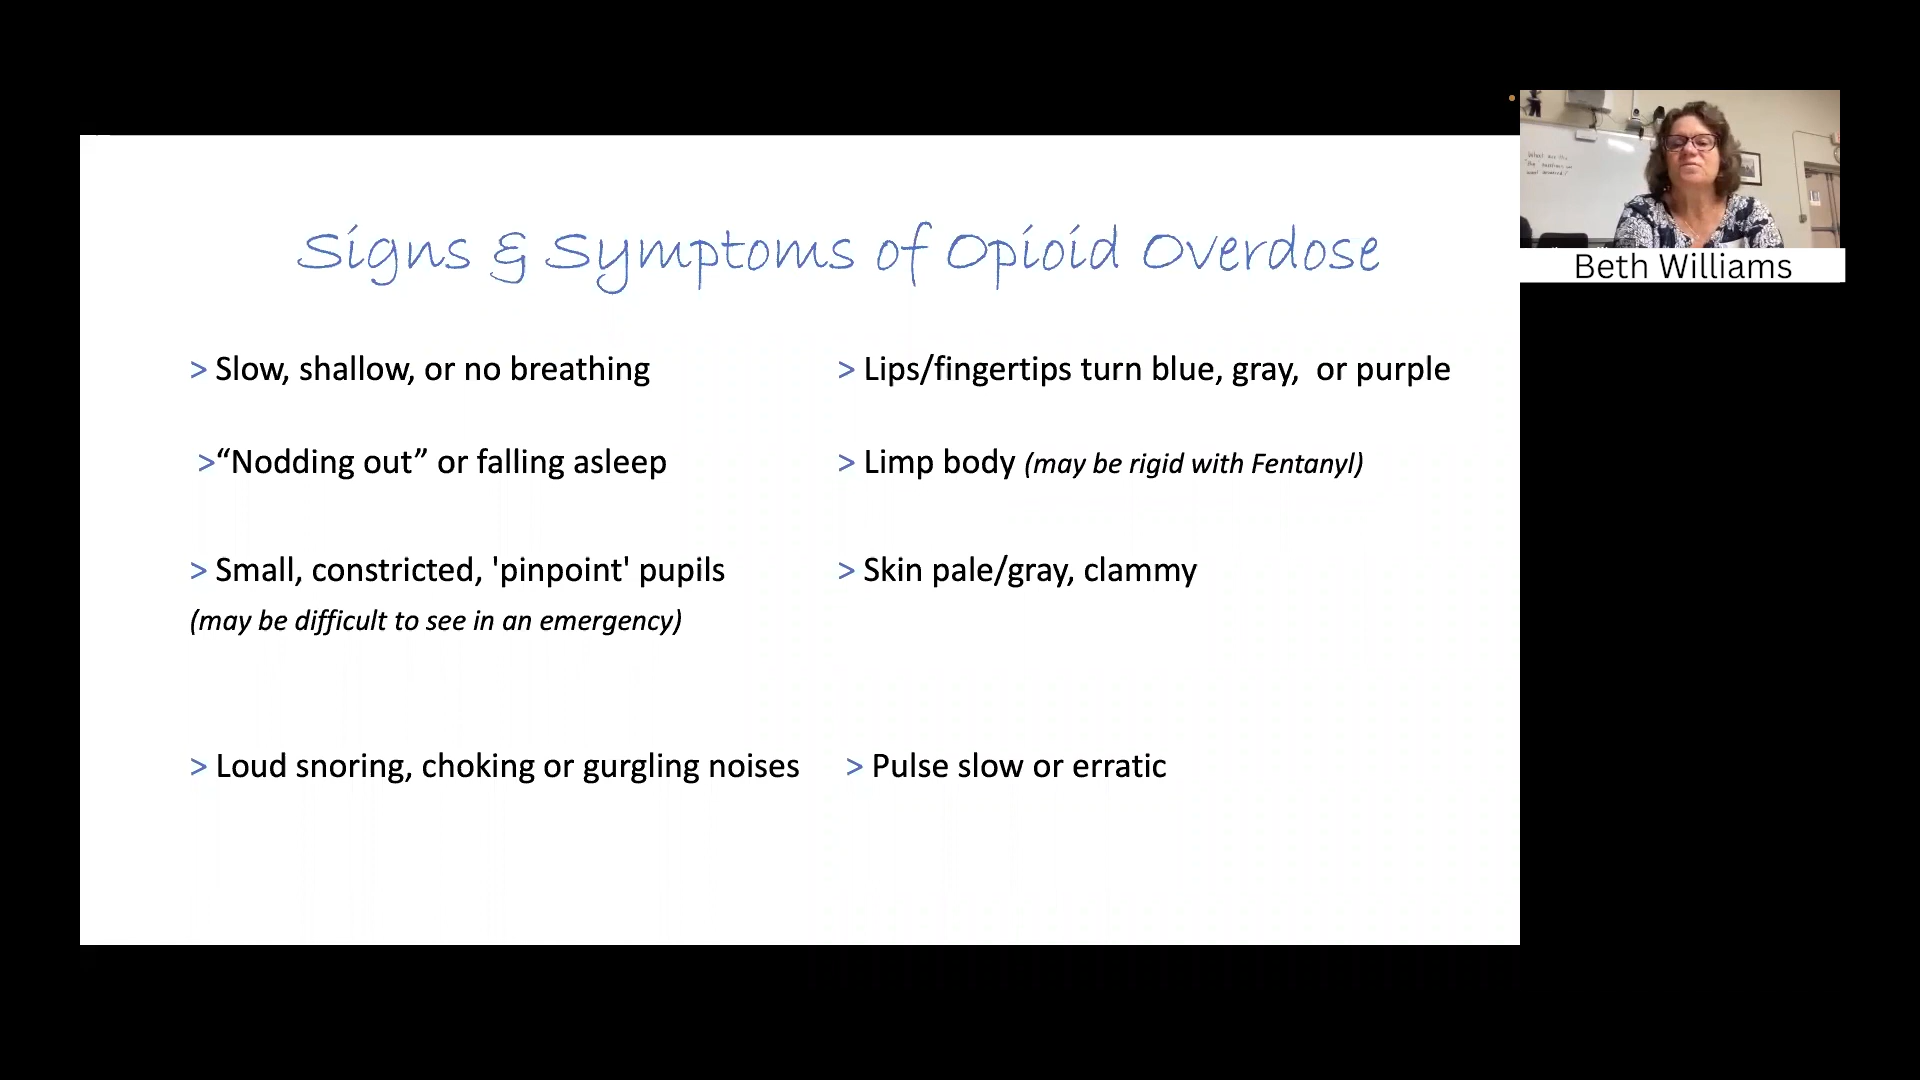 Signs & Symptoms of Opioid Overdose
> Slow, shallow, or no breathing
>“Nodding out” or falling asleep
> Small, constricted, 'pinpoint' pupils
(may be difficult to see in an emergency)
> Loud snoring, choking or gurgling noises
> Lips/fingertips turn blue, gray,  or purple
> Limp body (may be rigid with Fentanyl)
> Skin pale/gray, clammy
> Pulse slow or erratic
Beth Williams